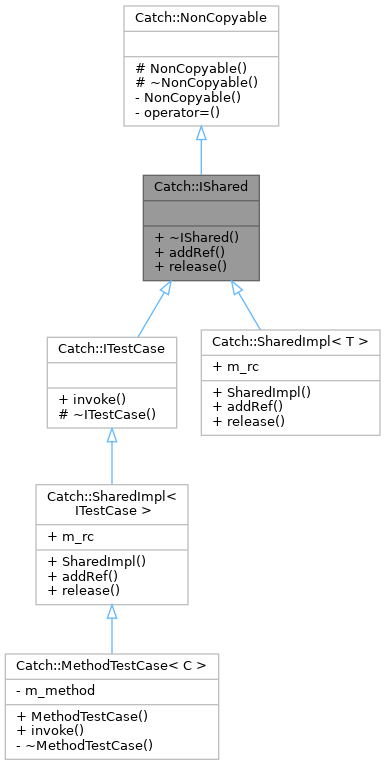 Catch::NonCopyable
# NonCopyable()
# ~NonCopyable()
- NonCopyable()
- operator=()
Catch::IShared
+ ~IShared()
+ addRef()
+ release()
Catch::ITestCase
+ invoke()
# ~ITestCase()
Catch::SharedImpl< T >
+ m_rc
+ SharedImpl()
+ addRef()
+ release()
Catch::SharedImpl<
ITestCase >
+ m_rc
+ SharedImpl()
+ addRef()
+ release()
Catch::MethodTestCase< C >
- m_method
+ MethodTestCase()
+ invoke()
- ~MethodTestCase()